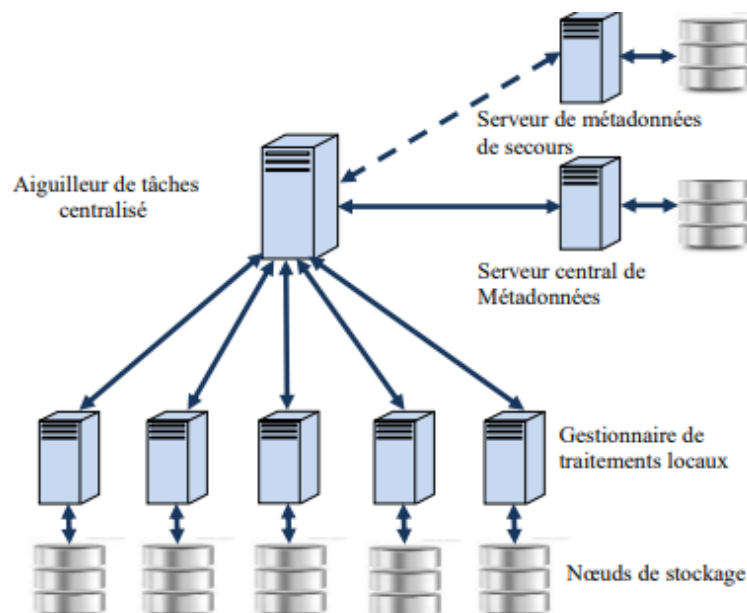 Serveur de métadonnées
de secours
Aiguilleur de tâches
centralisé
Serveur central de
Métadonnées
Gestionnaire de
traitements locaux
Nœuds de stockage